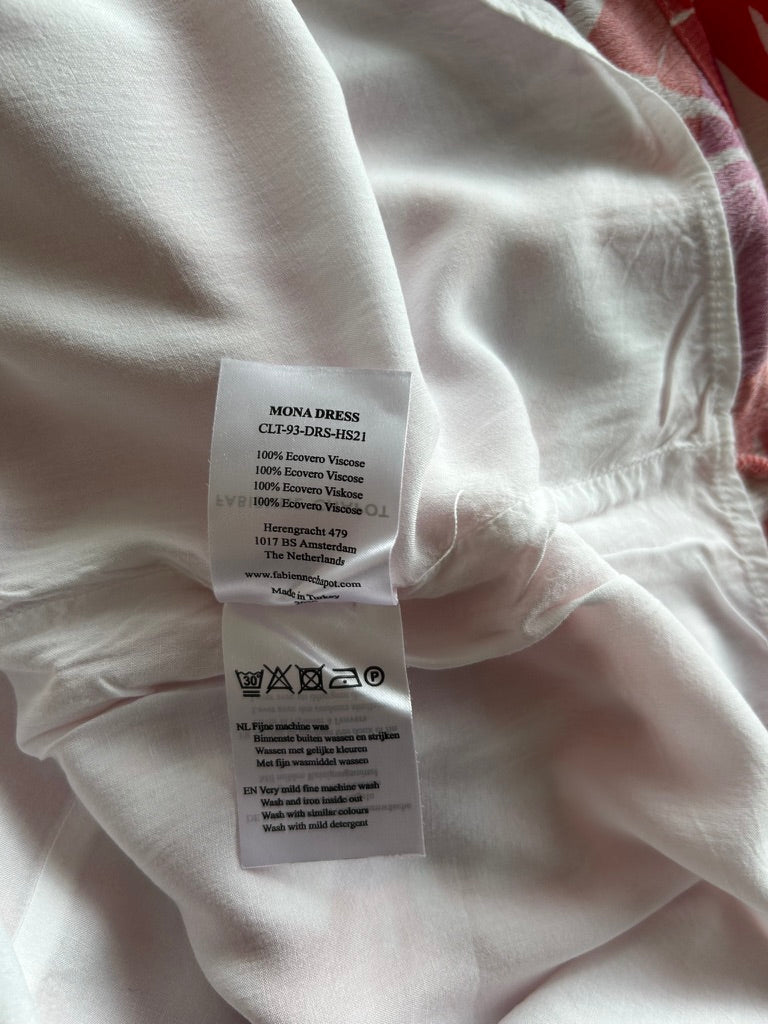 MONA DRESS
CLT-93-DRS-HS21
100% Ecovero Viscose
100% Ecovero Viscose
100% Ecovero Viskose
100% Ecovero Viscose
Herengracht 479
1017 BS Amsterdam
The Netherlands
www.fabiennechapot.com
Made in Turkey
30
P
NL Fijne machine was
Binnenste buiten wassen en strijken
Wassen met gelijke kleuren
Met fijn wasmiddel wassen
EN Very mild fine machine wash
Wash and iron inside out
Wash with similar colours
Wash with mild detergent